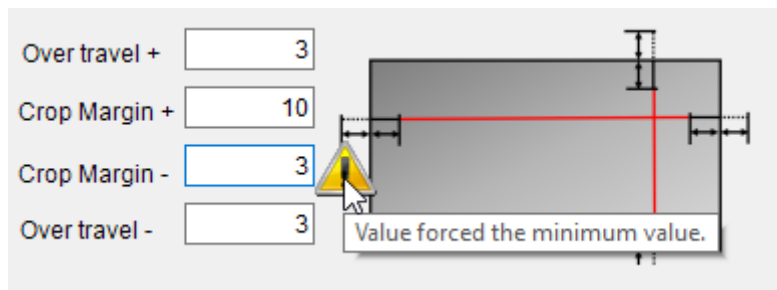 Over travel + 3
Crop Margin + 10
Crop Margin - 3
Over travel - 3
Value forced the minimum value.